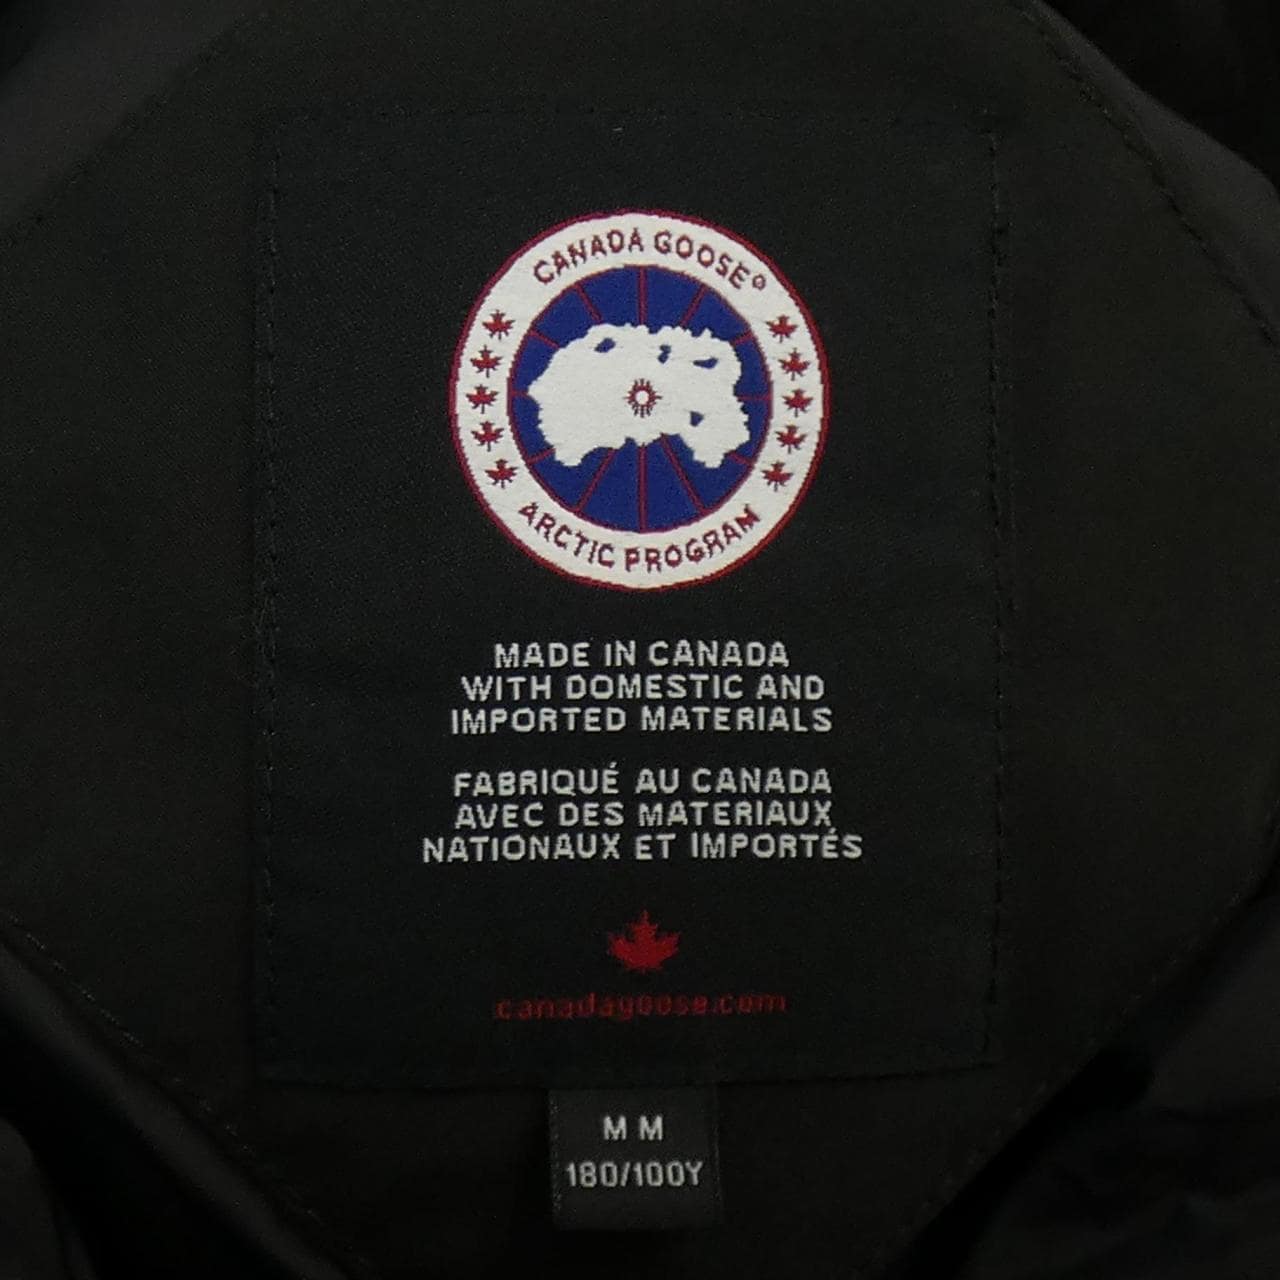 CANADA GOOSE®
ARCTIC PROGRAM
MADE IN CANADA
WITH DOMESTIC AND
IMPORTED MATERIALS
FABRIQUÉ AU CANADA
AVEC DES MATERIAUX
NATIONAUX ET IMPORTÉS
canadagoose.com
M M
180/100Y